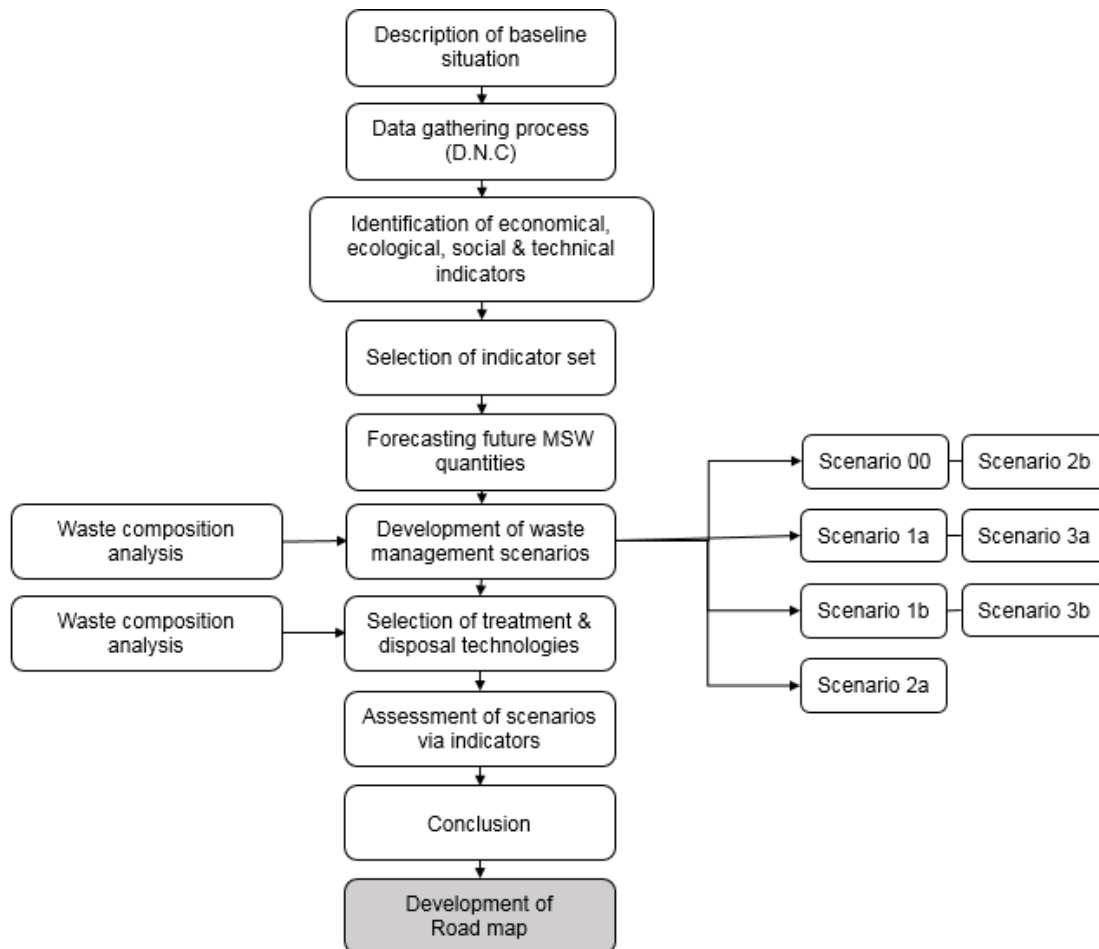 Description of baseline
situation
Data gathering process
(D.N.C)
Identification of economical,
ecological, social & technical
indicators
Selection of indicator set
Forecasting future MSW
quantities
Scenario 00
Scenario 2b
Waste composition
analysis
Development of waste
management scenarios
Scenario 1a
Scenario 3a
Waste composition
analysis
Selection of treatment &
disposal technologies
Scenario 1b
Scenario 3b
Scenario 2a
Assessment of scenarios
via indicators
Conclusion
Development of
Road map